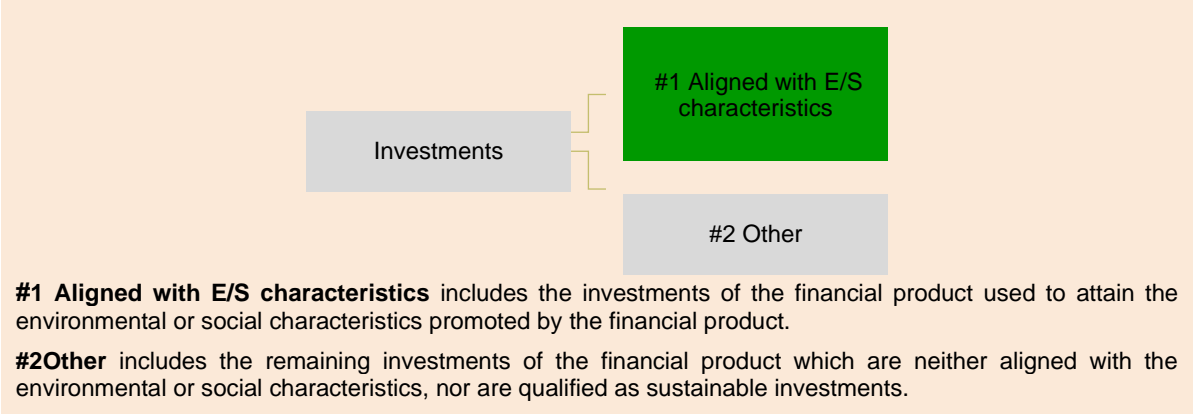 #1 Aligned with E/S
characteristics
Investments
#2 Other
#1 Aligned with E/S characteristics includes the investments of the financial product used to attain the
environmental or social characteristics promoted by the financial product.
#2Other includes the remaining investments of the financial product which are neither aligned with the
environmental or social characteristics, nor are qualified as sustainable investments.